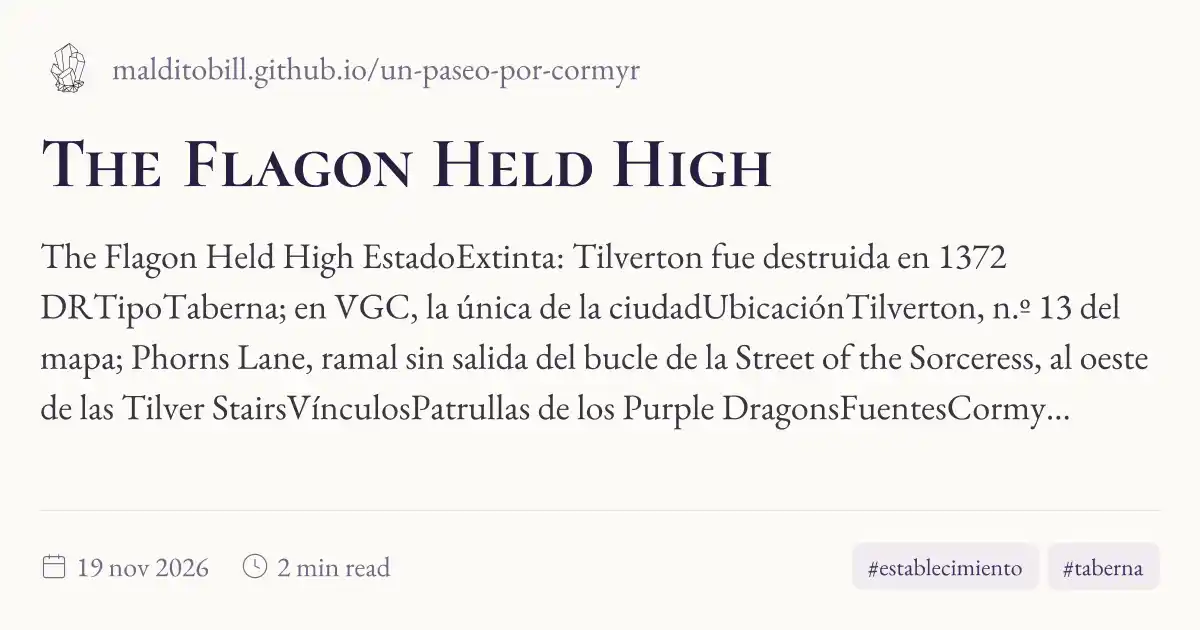 malditobill.github.io/un-paseo-por-cormyr
The Flagon Held High
The Flagon Held High EstadoExtinta: Tilverton fue destruida en 1372
DRTipoTaberna; en VGC, la única de la ciudadUbicaciónTilverton, n.º 13 del
mapa; Phorns Lane, ramal sin salida del bucle de la Street of the Sorceress, al oeste
de las Tilver StairsVínculosPatrullas de los Purple DragonsFuentesCormy...
19 nov 2026 2 min read #establecimiento #taberna